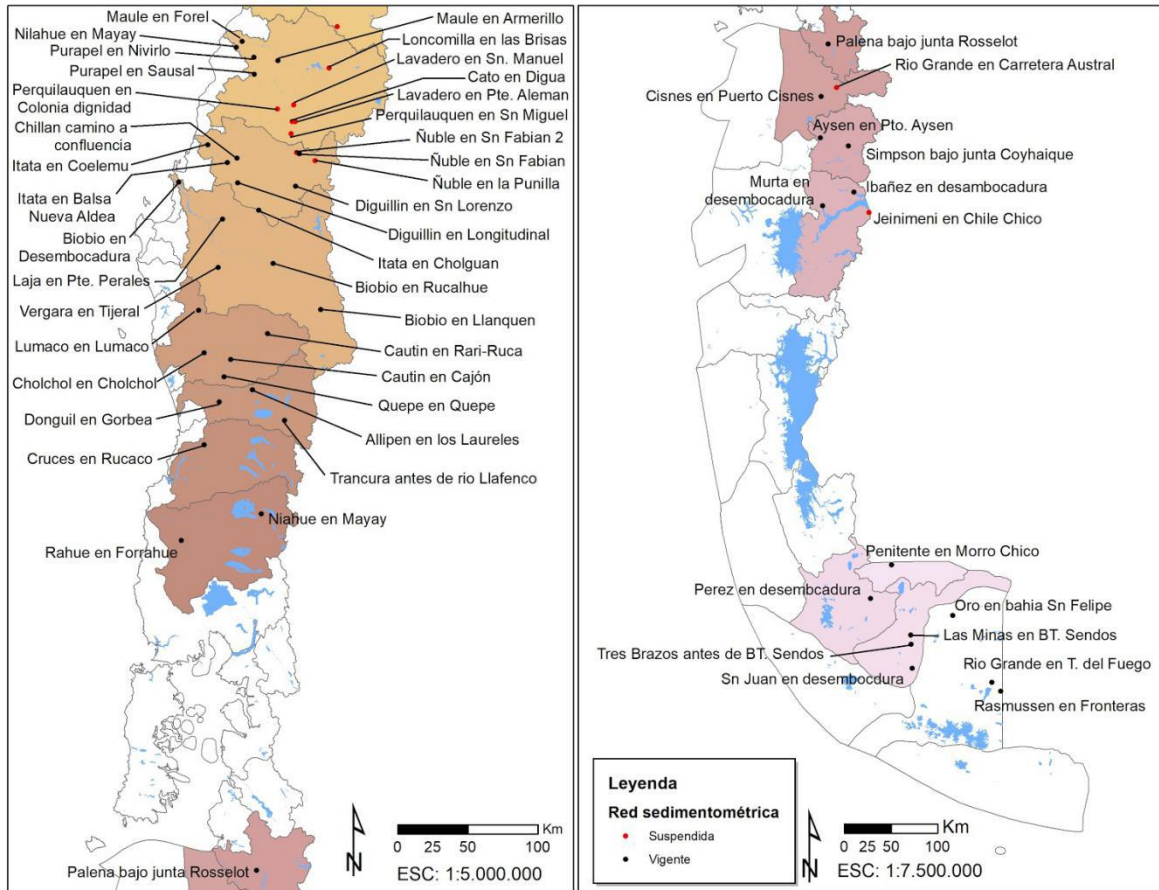 Maule en Forel
Nilahue en Mayay
Purapel en Nivirlo
Purapel en Sausal
Perquilauquen en
Colonia dignidad
Chillan camino a
confluencia
Itata en Coelemu
Itata en Balsa
Nueva Aldea
Biobio en
Desembocadura
Laja en Pte. Perales
Vergara en Tijeral
Lumaco en Lumaco
Cholchol en Cholchol
Donguil en Gorbea
Cruces en Rucaco
Rahue en Forrahue
Maule en Armerillo
Loncomilla en las Brisas
Lavadero en Sn. Manuel
Cato en Digua
Lavadero en Pte. Aleman
Perquilauquen en Sn Miguel
Ñuble en Sn Fabian 2
Ñuble en Sn Fabian
Ñuble en la Punilla
Diguillin en Sn Lorenzo
Diguillin en Longitudinal
Itata en Cholguan
Biobio en Rucalhue
Biobio en Llanquen
Cautin en Rari-Ruca
Cautin en Cajón
Quepe en Quepe
Allipen en los Laureles
Trancura antes de rio Llafenco
Niahue en Mayay
Palena bajo junta Rosselot
N
0 25 50 100 Km
ESC: 1:5.000.000
Palena bajo junta Rosselot
Rio Grande en Carretera Austral
Cisnes en Puerto Cisnes
Aysen en Pto. Aysen
Simpson bajo junta Coyhaique
Murta en
desembocadura
Ibañez en desambocadura
Jeinimeni en Chile Chico
Penitente en Morro Chico
Perez en desembcadura
Oro en bahia Sn Felipe
Las Minas en BT. Sendos
Tres Brazos antes de BT. Sendos
Rio Grande en T. del Fuego
Sn Juan en desembocdura
Rasmussen en Fronteras
Leyenda
Red sedimentométrica
Suspendida
Vigente
N
0 25 50 100 Km
ESC: 1:7.500.000